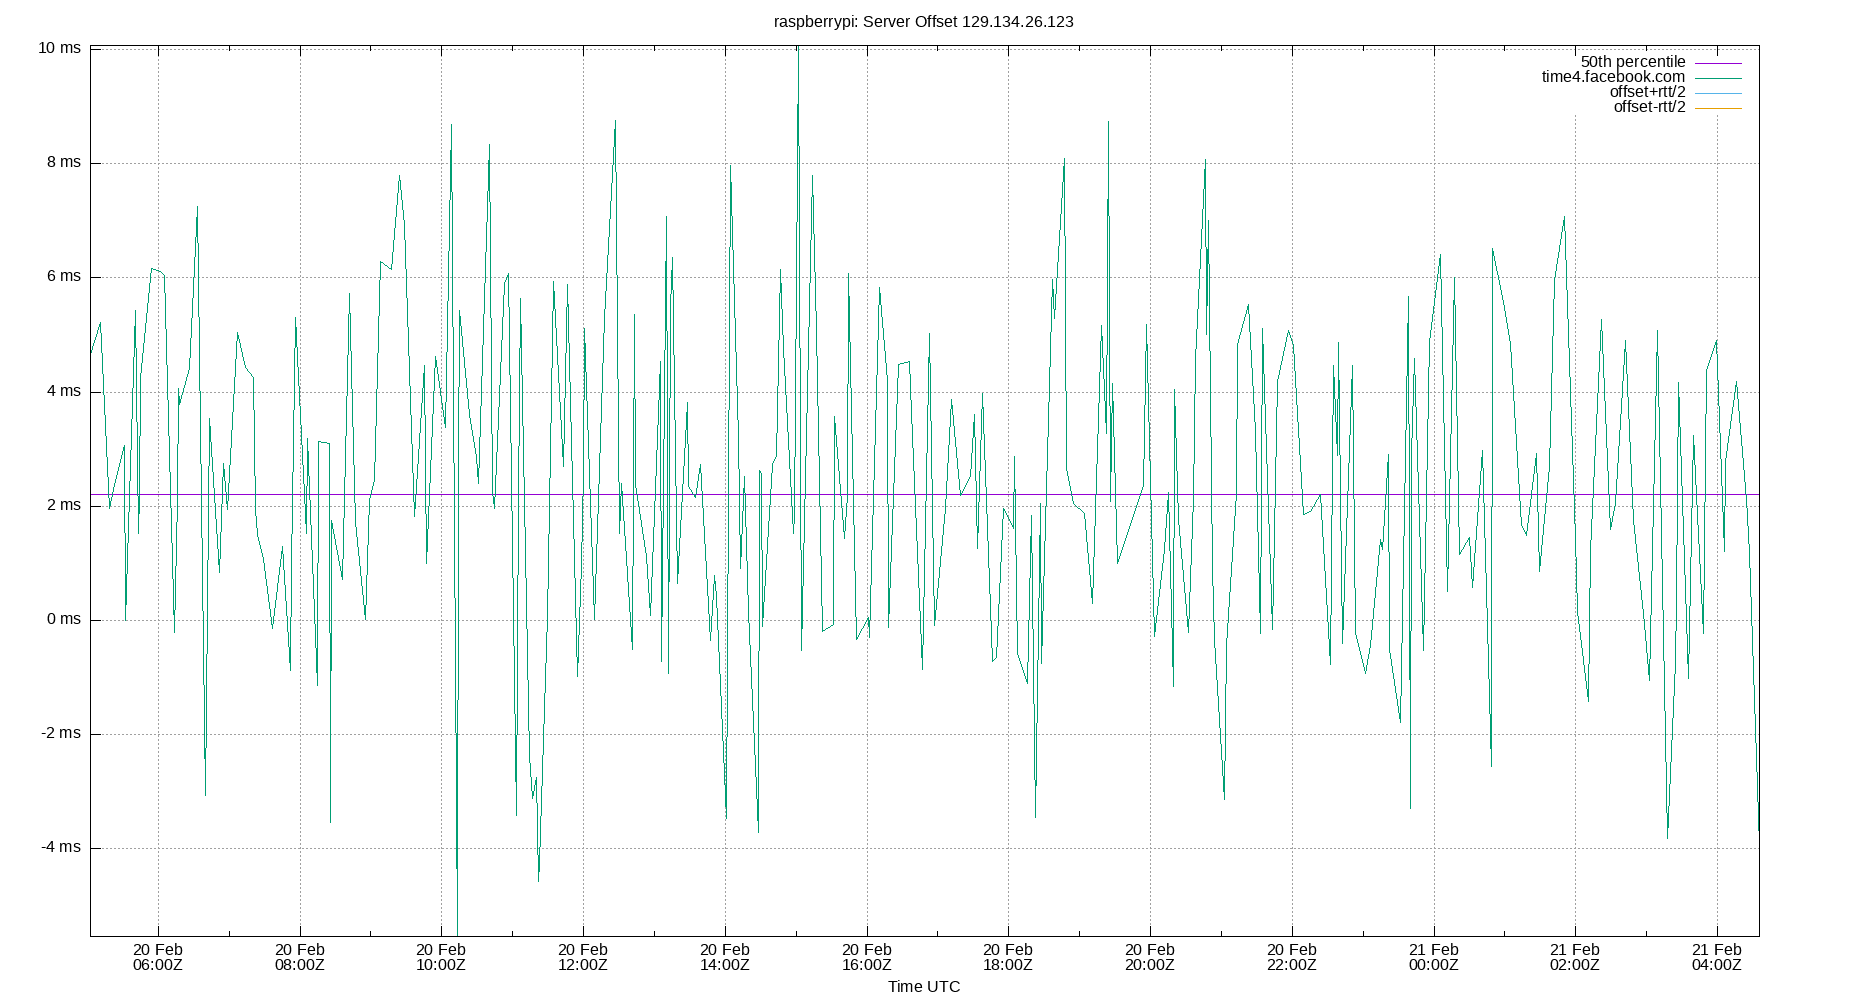 raspberrypi: Server Offset 129.134.26.123
10 ms
8 ms
6 ms
4 ms
2 ms
0 ms
-2 ms
-4 ms
50th percentile
time4.facebook.com
offset+rtt/2
offset-rtt/2
20 Feb 20 Feb 20 Feb 20 Feb 20 Feb 20 Feb 20 Feb 20 Feb 20 Feb 21 Feb 21 Feb 21 Feb
06:00Z 08:00Z 10:00Z 12:00Z 14:00Z 16:00Z 18:00Z 20:00Z 22:00Z 00:00Z 02:00Z 04:00Z
Time UTC